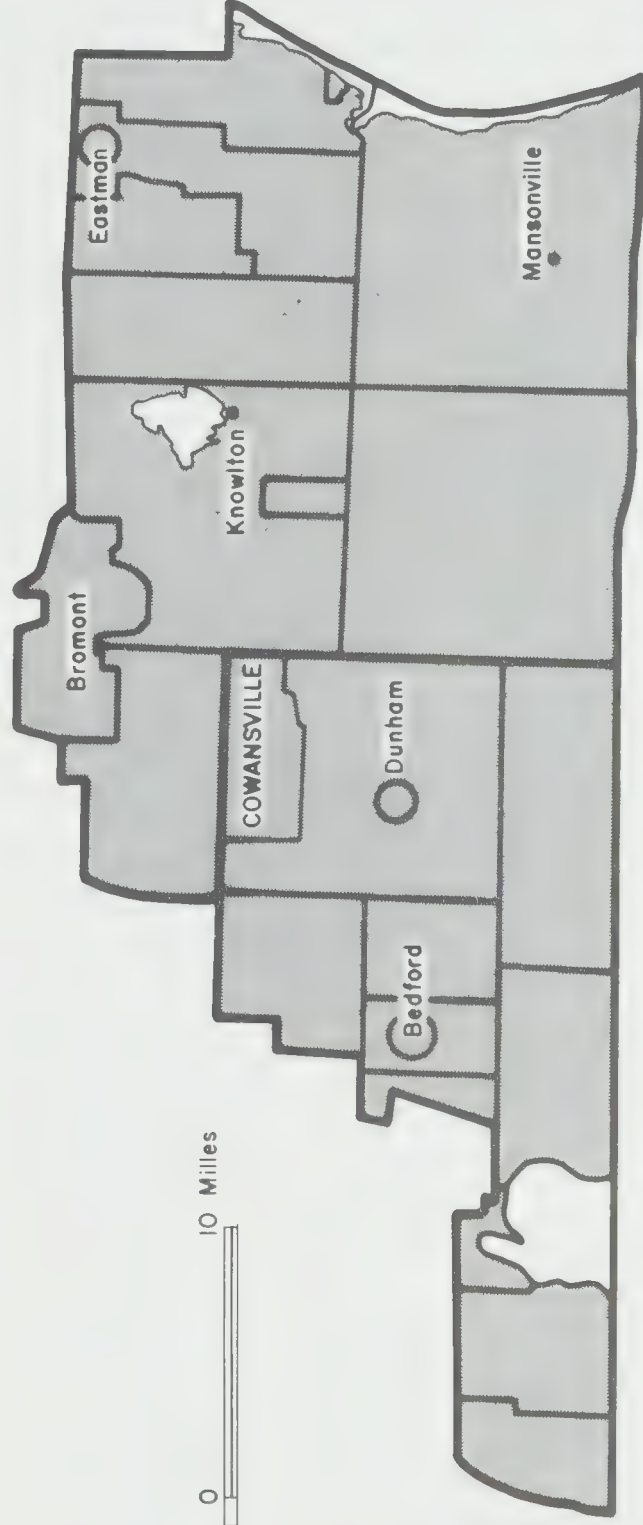 Eastman
Bromont
Knowlton
COWANSVILLE
Dunham
Mansonville
Bedford
0 10 Milles